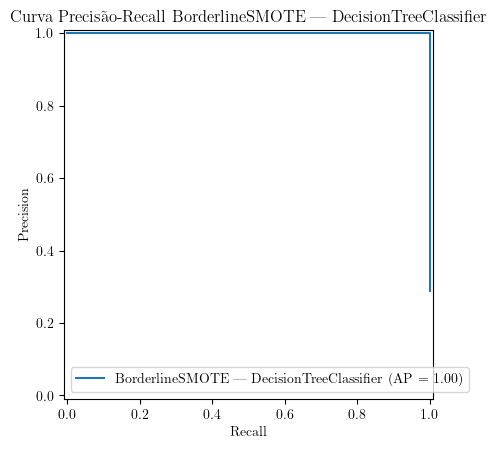 Curva Precisão-Recall BorderlineSMOTE — DecisionTreeClassifier
1.0
0.8
0.6
0.4
0.2
0.0
Precision
BorderlineSMOTE — DecisionTreeClassifier (AP = 1.00)
0.0 0.2 0.4 0.6 0.8 1.0
Recall